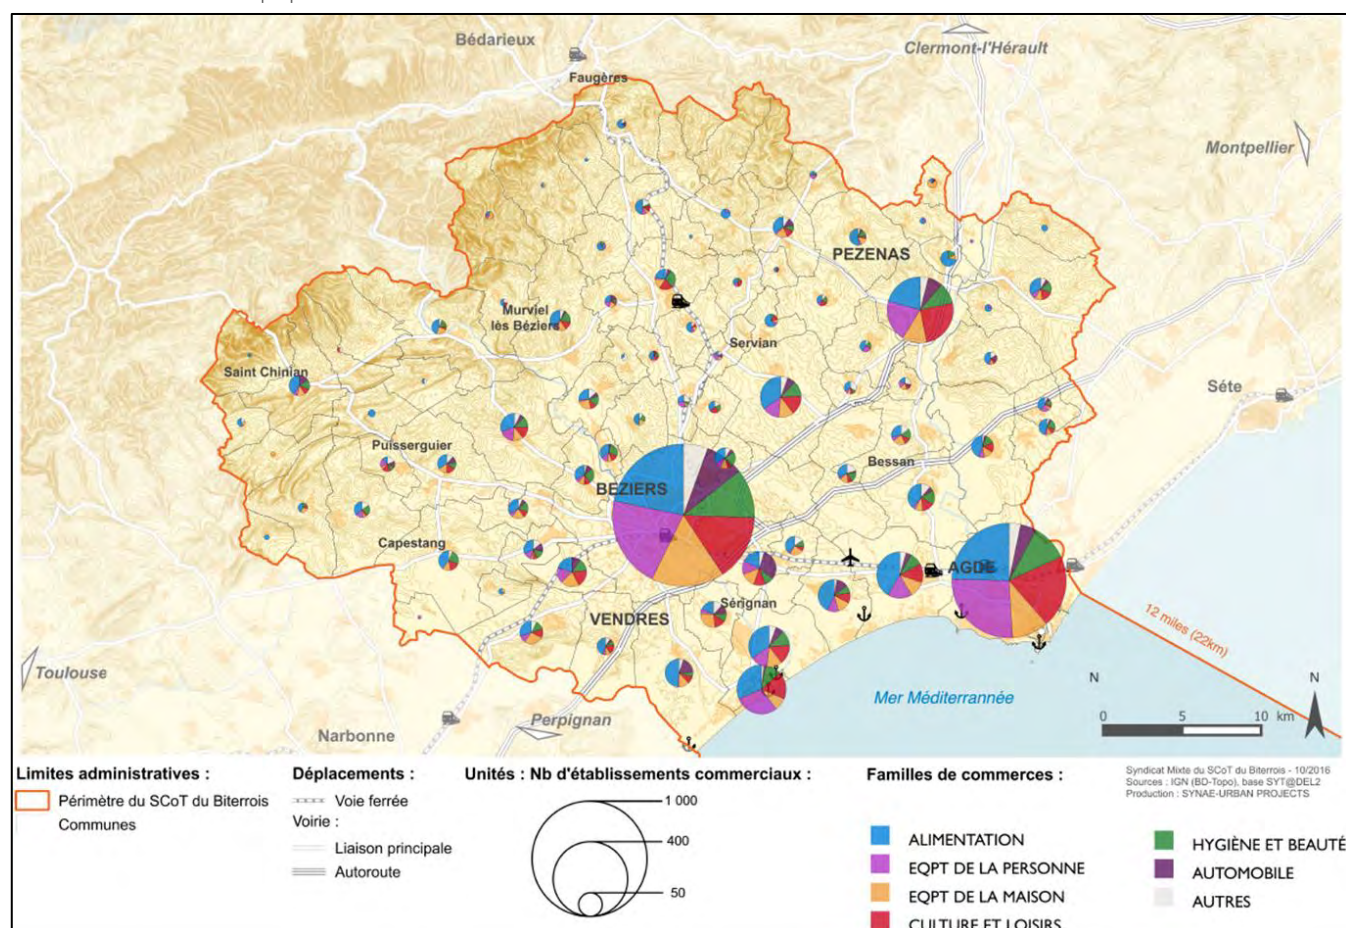 Bédarieux
Clermont-l'Hérault
Faugères
Montpellier
PEZENAS
Murviel
lès Béziers
Servian
Saint Chinian
Séte
Puisserguier
Bessan
BEZIERS
Capestang
AGDE
Sérignan
VENDRES
12 miles (22km)
Toulouse
Mer Méditerrannée
N
N
Perpignan
Narbonne
0 5 10 km
Limites administratives :
Périmètre du SCoT du Biterrois
Communes
Déplacements :
Voie ferrée
Voirie :
Liaison principale
Autoroute
Unités : Nb d'établissements commerciaux :
1 000
400
50
Familles de commerces :
ALIMENTATION
EQPT DE LA PERSONNE
EQPT DE LA MAISON
CULTURE ET LOISIRS
HYGIÈNE ET BEAUTÉ
AUTOMOBILE
AUTRES
Syndicat Mixte du SCoT du Biterrois - 10/2016
Sources : IGN (BD-Topo), base SYT@DEL2
Production : SYNAE-URBAN PROJECTS